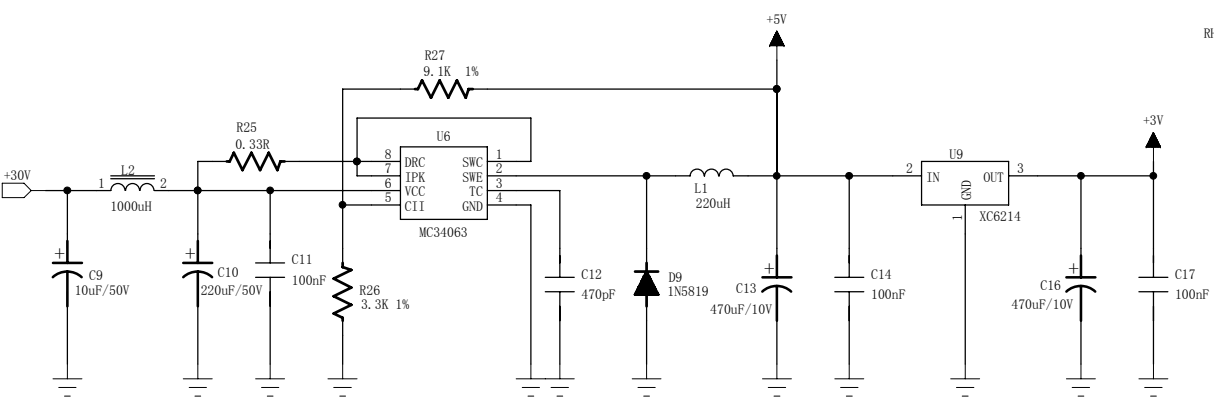 +5V
RH
R27
9.1K 1%
+3V
R25
0.33R
U6
U9
L2
8
DRC
SWC
1
7
IPK
SWE
2
+30V
1
2
6
VCC
TC
3
5
CII
GND
4
1000uH
L1
220uH
2
IN
OUT
3
GND
1
XC6214
MC34063
+
C9
10uF/50V
+
C10
220uF/50V
C11
100nF
R26
3.3K 1%
C12
470pF
D9
1N5819
+
C13
470uF/10V
C14
100nF
+
C16
470uF/10V
C17
100nF